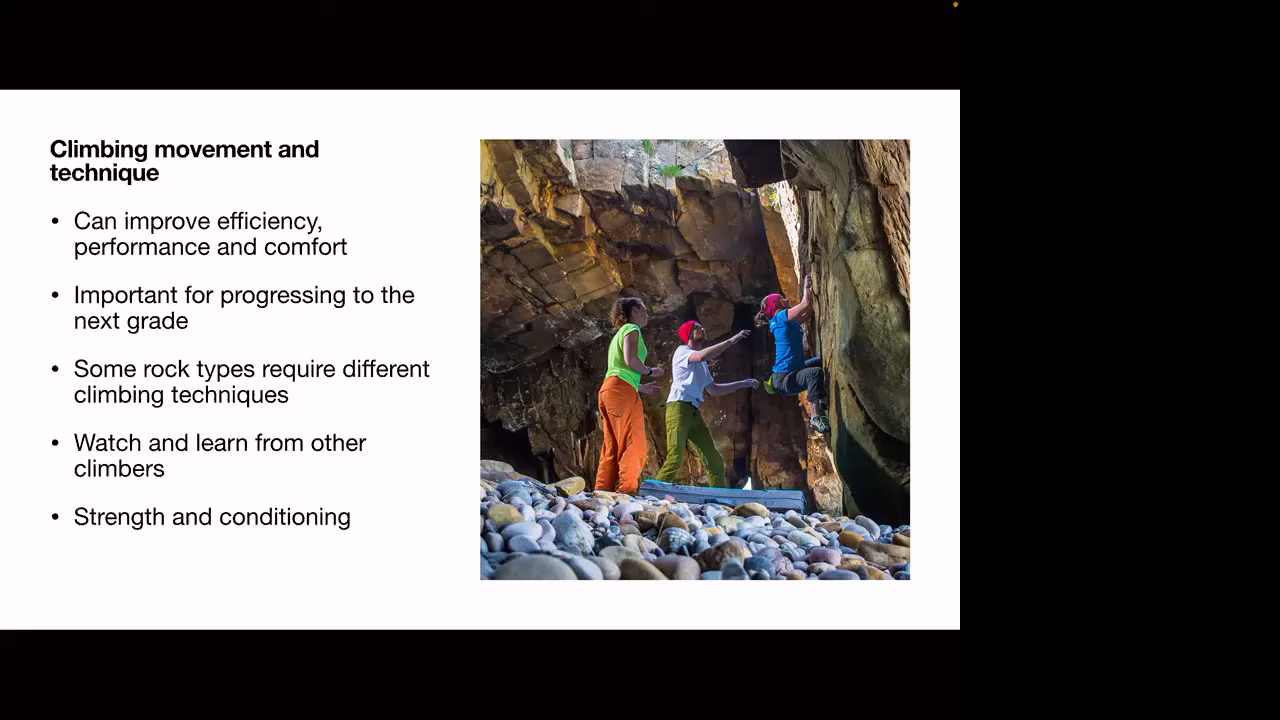 Climbing movement and
technique
• Can improve efficiency,
performance and comfort
• Important for progressing to the
next grade
• Some rock types require different
climbing techniques
• Watch and learn from other
climbers
• Strength and conditioning